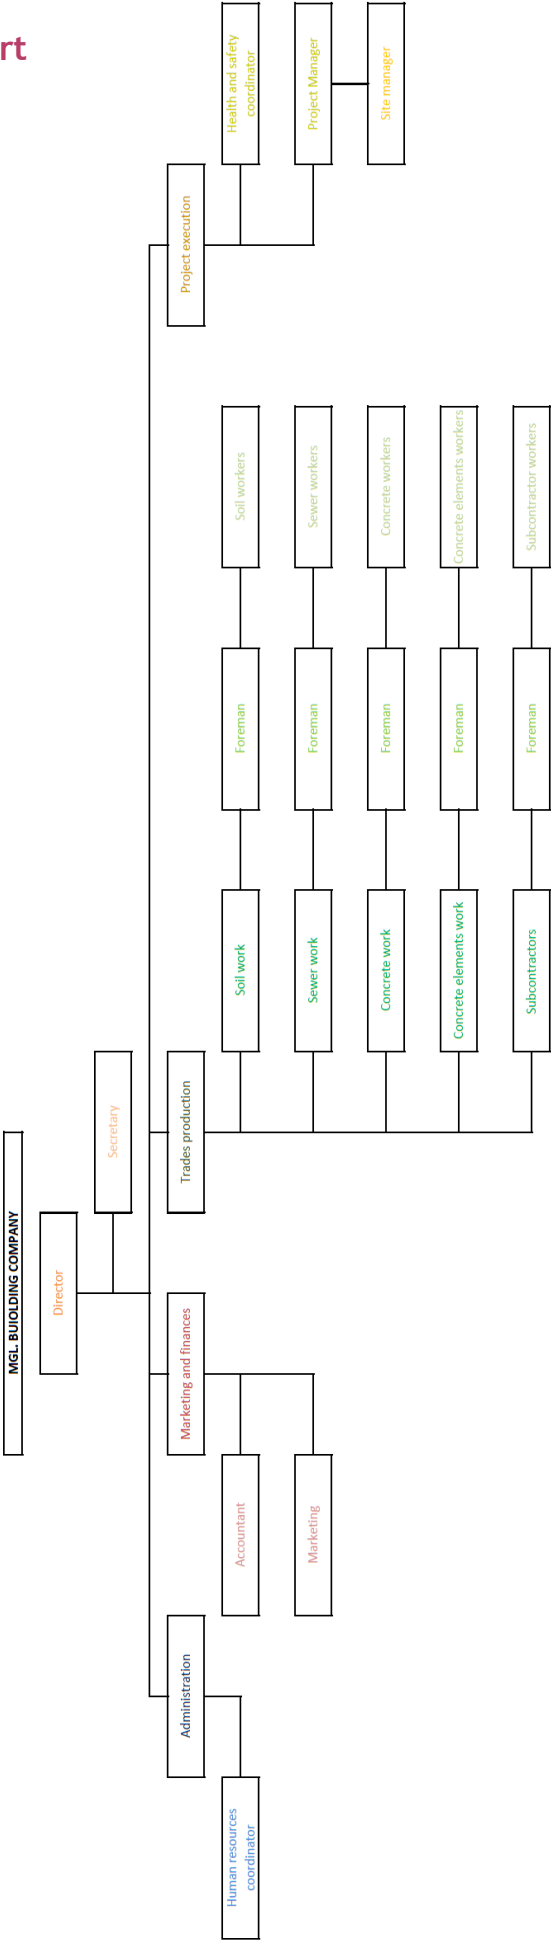 rt
MGL. BUIOLDING COMPANY
Director
Secretary
Administration
Marketing and finances
Trades production
Project execution
Human resources
coordinator
Accountant
Marketing
Soil work
Foreman
Soil workers
Sewer work
Foreman
Sewer workers
Concrete work
Foreman
Concrete workers
Concrete elements work
Foreman
Concrete elements workers
Subcontractors
Foreman
Subcontractor workers
Health and safety
coordinator
Project Manager
Site manager